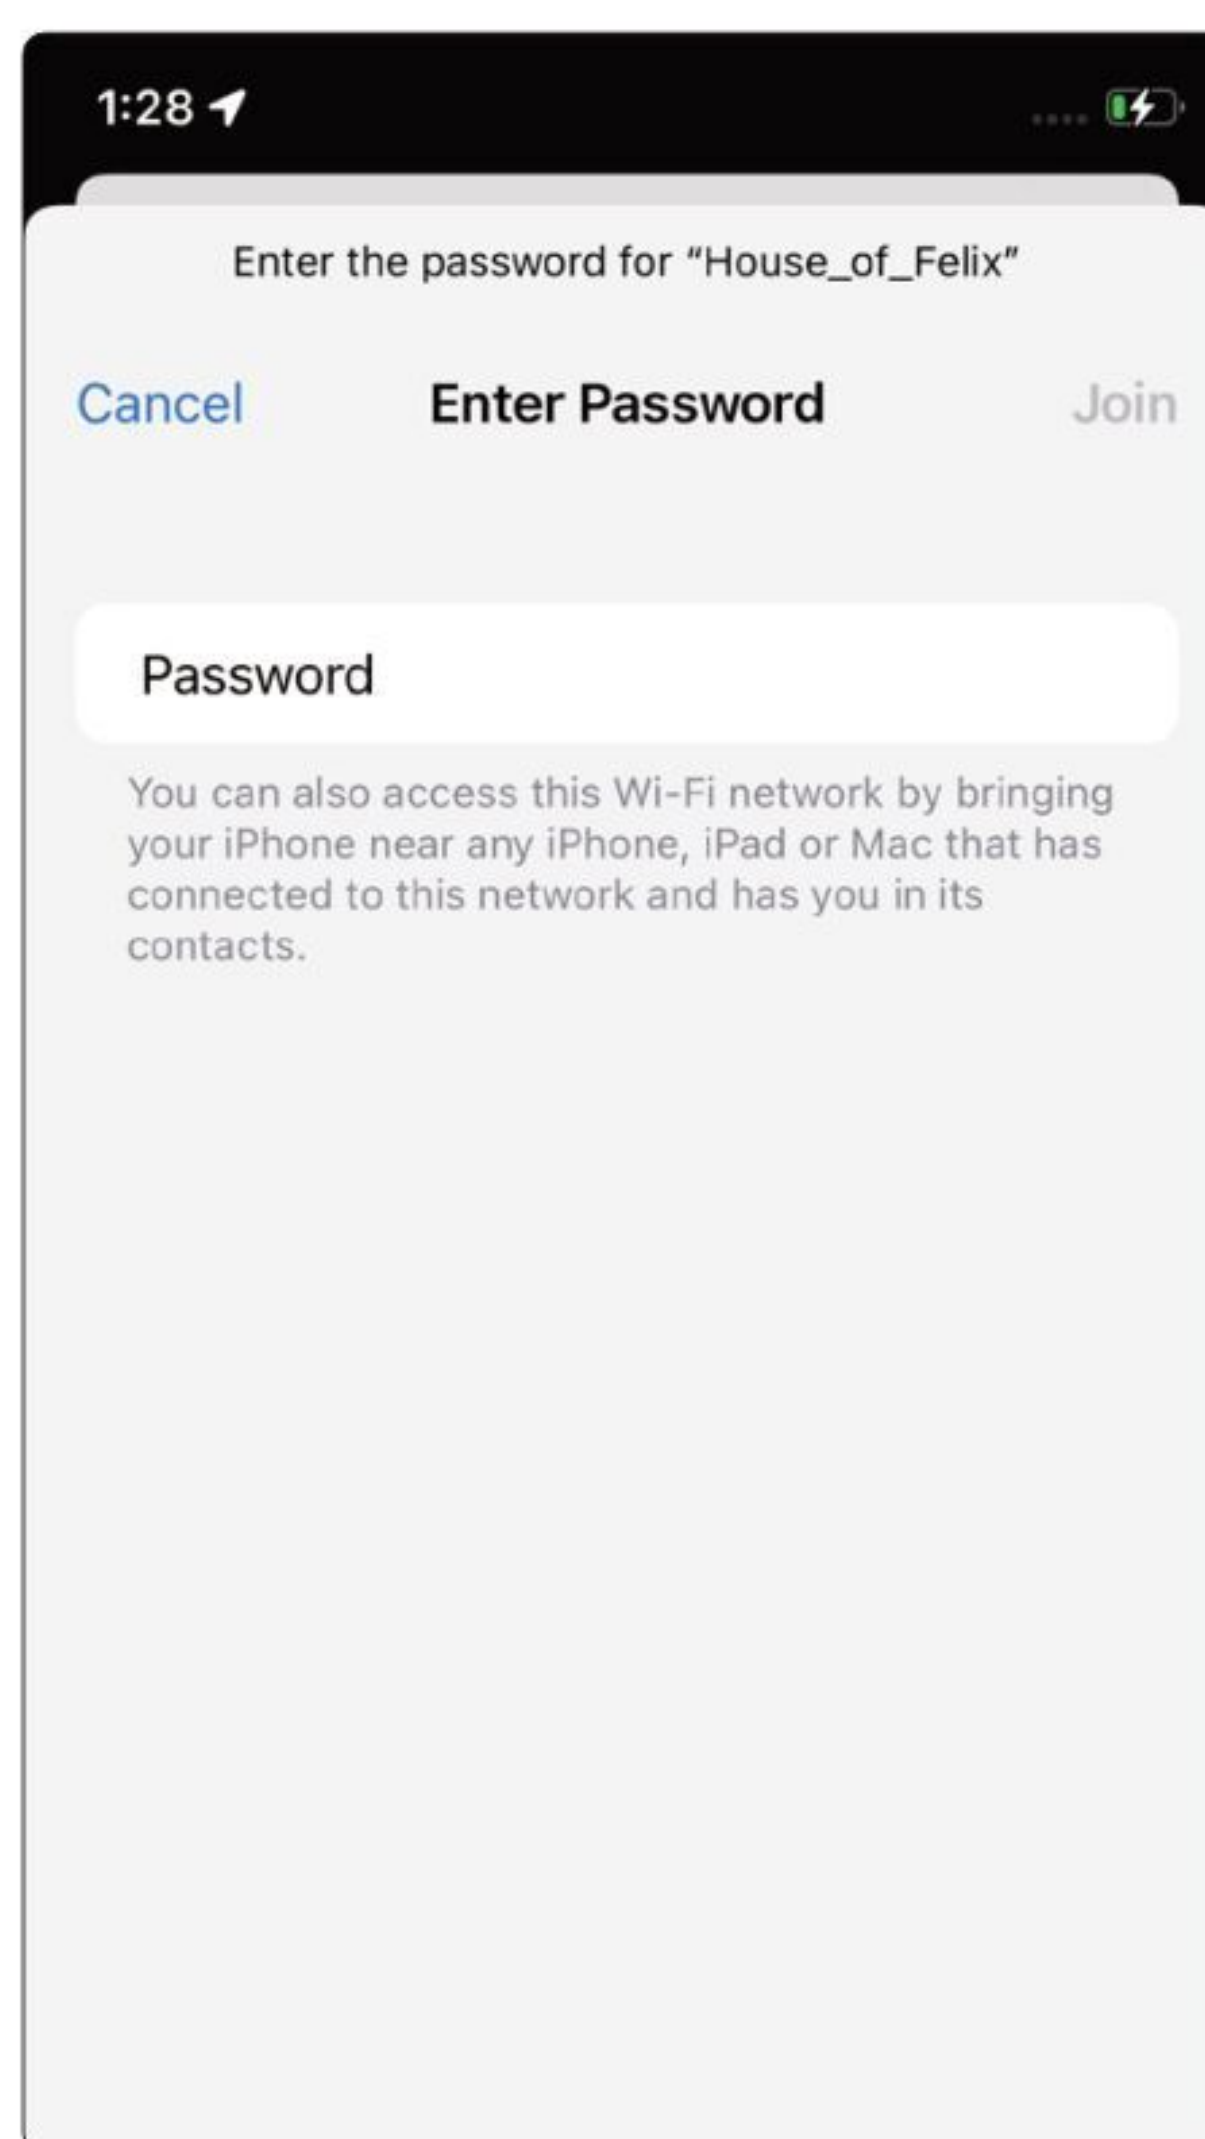 1:28
Enter the password for “House_of_Felix”
Cancel Enter Password Join
Password
You can also access this Wi-Fi network by bringing
your iPhone near any iPhone, iPad or Mac that has
connected to this network and has you in its
contacts.